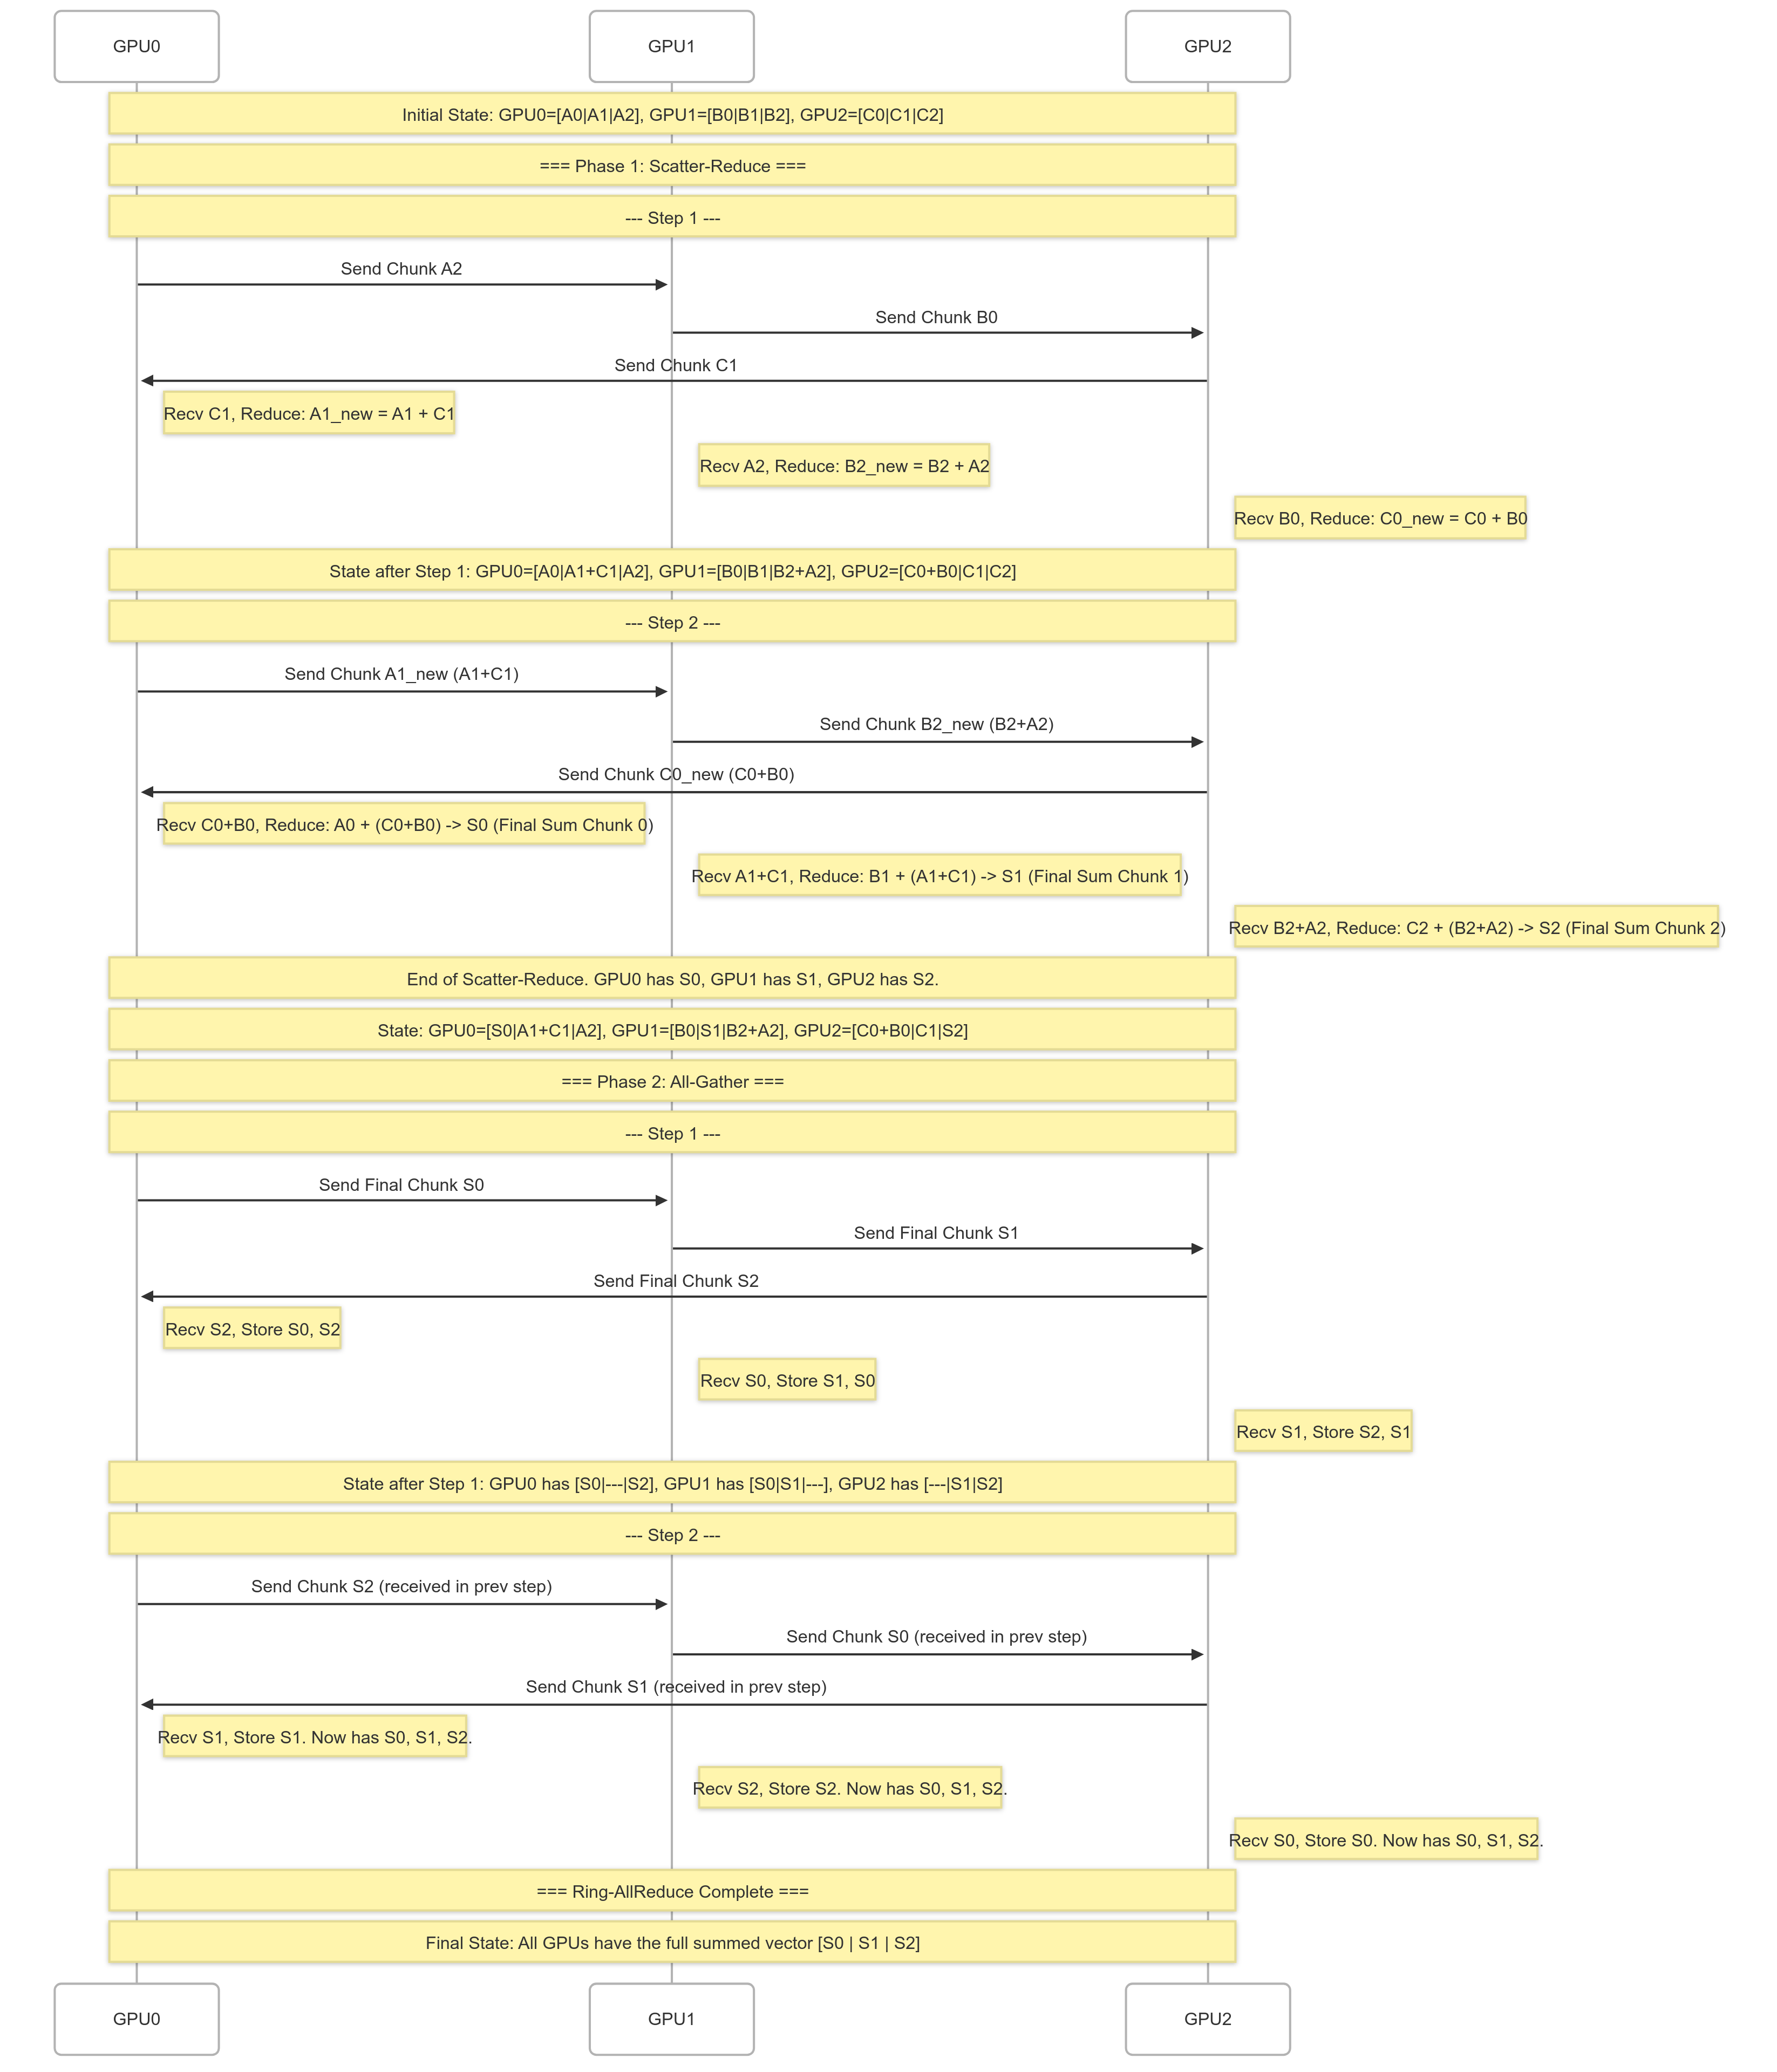 GPU0
GPU1
GPU2
Initial State: GPU0=[A0|A1|A2], GPU1=[B0|B1|B2], GPU2=[C0|C1|C2]
=== Phase 1: Scatter-Reduce ===
--- Step 1 ---
Send Chunk A2
Send Chunk B0
Send Chunk C1
Recv C1, Reduce: A1_new = A1 + C1
Recv A2, Reduce: B2_new = B2 + A2
Recv B0, Reduce: C0_new = C0 + B0
State after Step 1: GPU0=[A0|A1+C1|A2], GPU1=[B0|B1|B2+A2], GPU2=[C0+B0|C1|C2]
--- Step 2 ---
Send Chunk A1_new (A1+C1)
Send Chunk B2_new (B2+A2)
Send Chunk C0_new (C0+B0)
Recv C0+B0, Reduce: A0 + (C0+B0) -> S0 (Final Sum Chunk 0)
Recv A1+C1, Reduce: B1 + (A1+C1) -> S1 (Final Sum Chunk 1)
Recv B2+A2, Reduce: C2 + (B2+A2) -> S2 (Final Sum Chunk 2)
End of Scatter-Reduce. GPU0 has S0, GPU1 has S1, GPU2 has S2.
State: GPU0=[S0|A1+C1|A2], GPU1=[B0|S1|B2+A2], GPU2=[C0+B0|C1|S2]
=== Phase 2: All-Gather ===
--- Step 1 ---
Send Final Chunk S0
Send Final Chunk S1
Send Final Chunk S2
Recv S2, Store S0, S2
Recv S0, Store S1, S0
Recv S1, Store S2, S1
State after Step 1: GPU0 has [S0|---|S2], GPU1 has [S0|S1|---], GPU2 has [---|S1|S2]
--- Step 2 ---
Send Chunk S2 (received in prev step)
Send Chunk S0 (received in prev step)
Send Chunk S1 (received in prev step)
Recv S1, Store S1. Now has S0, S1, S2.
Recv S2, Store S2. Now has S0, S1, S2.
Recv S0, Store S0. Now has S0, S1, S2.
=== Ring-AllReduce Complete ===
Final State: All GPUs have the full summed vector [S0 | S1 | S2]
GPU0
GPU1
GPU2